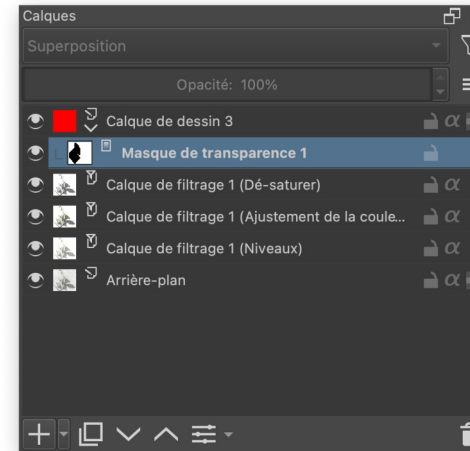 Calques
Superposition
Opacité: 100%
Calque de dessin 3
Masque de transparence 1
Calque de filtrage 1 (Dé-saturer)
Calque de filtrage 1 (Ajustement de la coule...
Calque de filtrage 1 (Niveaux)
Arrière-plan